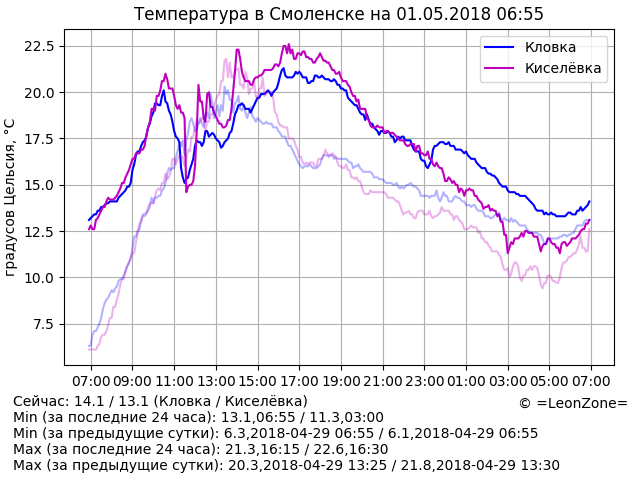 Температура в Смоленске на 01.05.2018 06:55
градусов Цельсия, °C
22.5
20.0
17.5
15.0
12.5
10.0
7.5
Кловка
Киселёвка
07:00 09:00 11:00 13:00 15:00 17:00 19:00 21:00 23:00 01:00 03:00 05:00 07:00
Сейчас: 14.1 / 13.1 (Кловка / Киселёвка)
© =LeonZone=
Min (за последние 24 часа): 13.1,06:55 / 11.3,03:00
Min (за предыдущие сутки): 6.3,2018-04-29 06:55 / 6.1,2018-04-29 06:55
Max (за последние 24 часа): 21.3,16:15 / 22.6,16:30
Max (за предыдущие сутки): 20.3,2018-04-29 13:25 / 21.8,2018-04-29 13:30